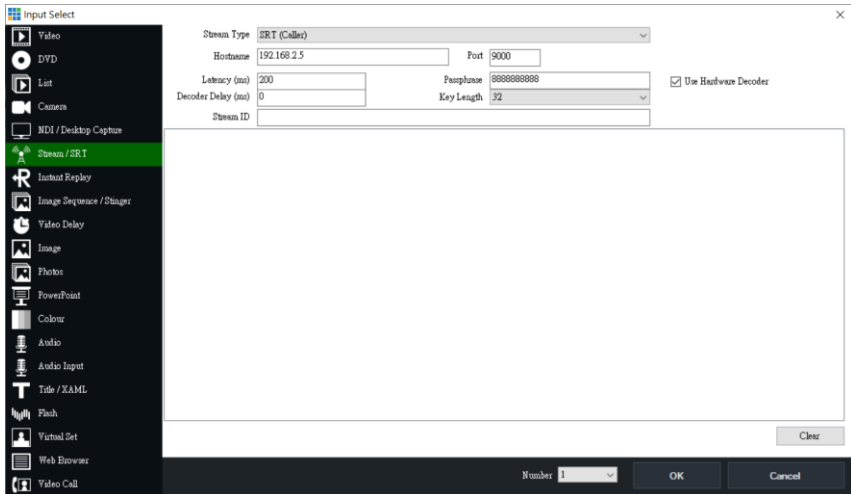 Input Select
Video
DVD
List
Camera
NDI / Desktop Capture
Stream / SRT
Instant Replay
Image Sequence / Stinger
Video Delay
Image
Photos
PowerPoint
Colour
Audio
Audio Input
Title / XAML
Flash
Virtual Set
Web Browser
Video Call
Stream Type SRT (Caller)
Hostname 192.168.2.5 Port 9000
Latency (ms) 200 Passphrase 8888888888 Use Hardware Decoder
Decoder Delay (ms) 0 Key Length 32
Stream ID
Clear
Number 1 OK Cancel